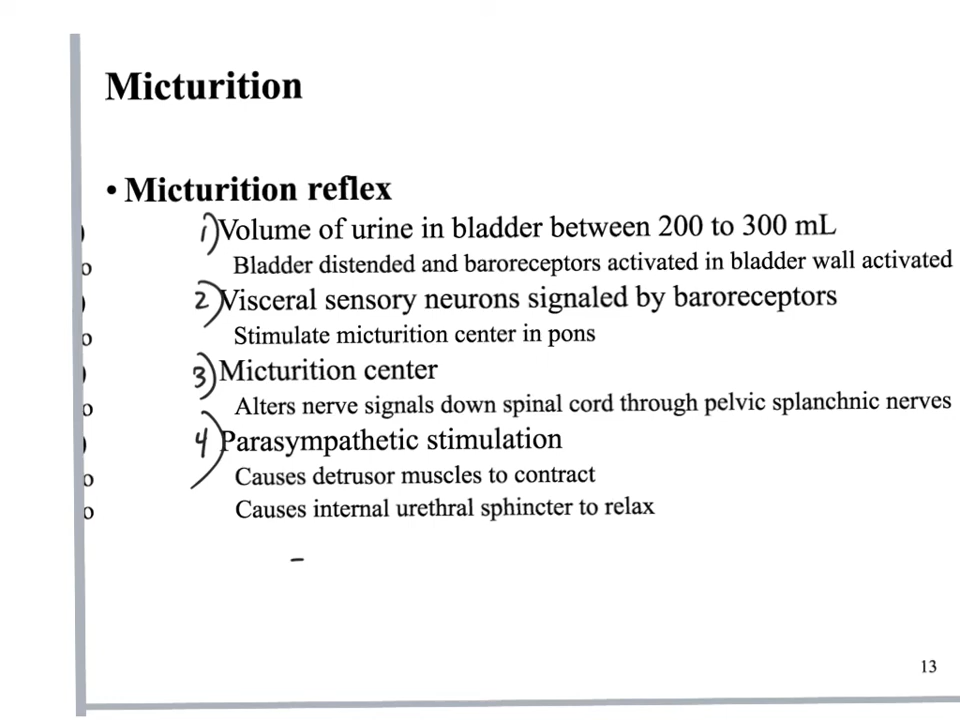 Micturition
• Micturition reflex
) 1) Volume of urine in bladder between 200 to 300 mL
o Bladder distended and baroreceptors activated in bladder wall activated
) 2) Visceral sensory neurons signaled by baroreceptors
o Stimulate micturition center in pons
) 3) Micturition center
o Alters nerve signals down spinal cord through pelvic splanchnic nerves
) 4) Parasympathetic stimulation
o Causes detrusor muscles to contract
o Causes internal urethral sphincter to relax
–
13